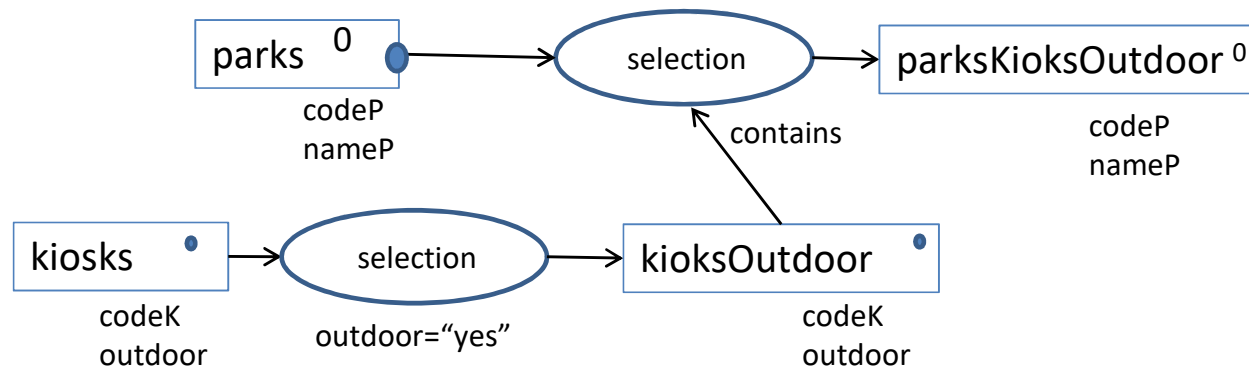 parks 0
selection
parksKioksOutdoor 0
codeP
nameP
contains
codeP
nameP
kiosks
selection
kioksOutdoor
codeK
outdoor
outdoor=“yes”
codeK
outdoor